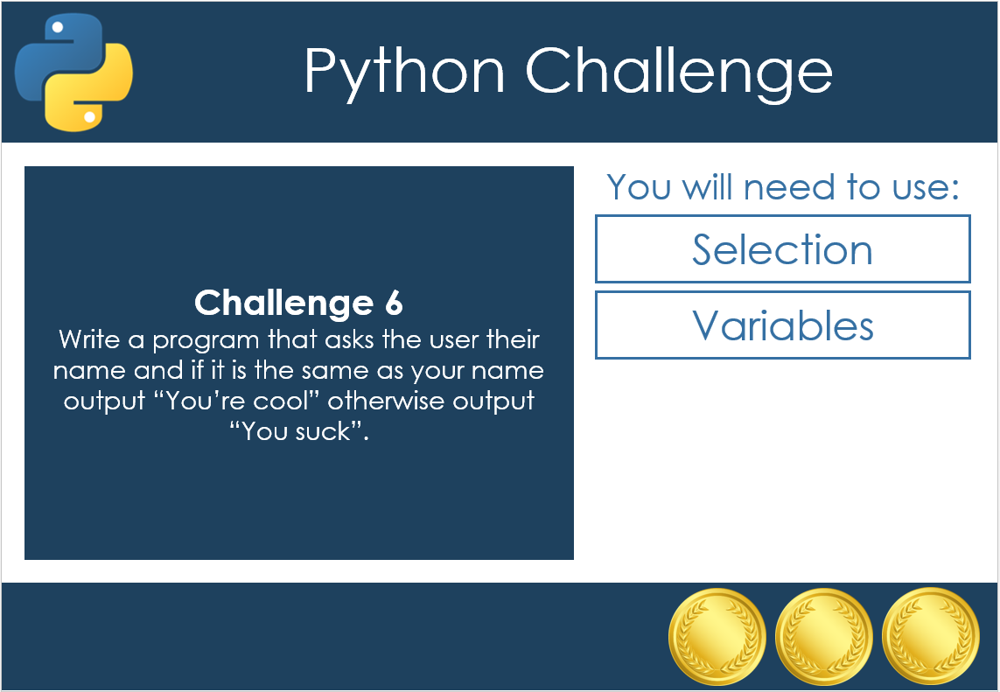 Python Challenge
Challenge 6
Write a program that asks the user their
name and if it is the same as your name
output “You’re cool” otherwise output
“You suck”.
You will need to use:
Selection
Variables